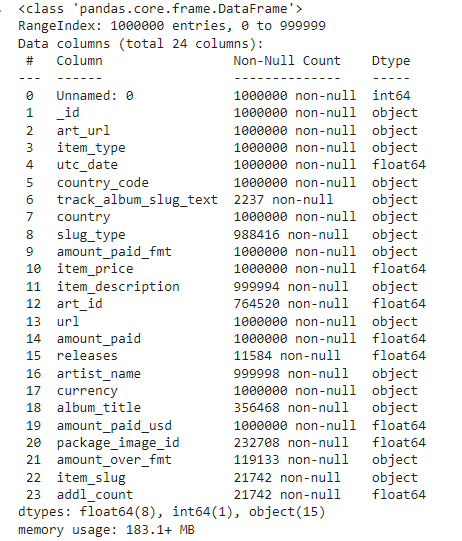 <class 'pandas.core.frame.DataFrame'>
RangeIndex: 1000000 entries, 0 to 999999
Data columns (total 24 columns):
 #   Column                 Non-Null Count    Dtype
---  ------                 --------------    -----
 0   Unnamed: 0             1000000 non-null  int64
 1   _id                    1000000 non-null  object
 2   art_url                1000000 non-null  object
 3   item_type              1000000 non-null  object
 4   utc_date               1000000 non-null  float64
 5   country_code           1000000 non-null  object
 6   track_album_slug_text  2237 non-null     object
 7   country                1000000 non-null  object
 8   slug_type              988416 non-null   object
 9   amount_paid_fmt        1000000 non-null  object
 10  item_price             1000000 non-null  float64
 11  item_description       999994 non-null   object
 12  art_id                 764520 non-null   float64
 13  url                    1000000 non-null  object
 14  amount_paid            1000000 non-null  float64
 15  releases               11584 non-null    float64
 16  artist_name            999998 non-null   object
 17  currency               1000000 non-null  object
 18  album_title            356468 non-null   object
 19  amount_paid_usd        1000000 non-null  float64
 20  package_image_id       232708 non-null   float64
 21  amount_over_fmt        119133 non-null   object
 22  item_slug              21742 non-null    object
 23  addl_count             21742 non-null    float64
dtypes: float64(8), int64(1), object(15)
memory usage: 183.1+ MB